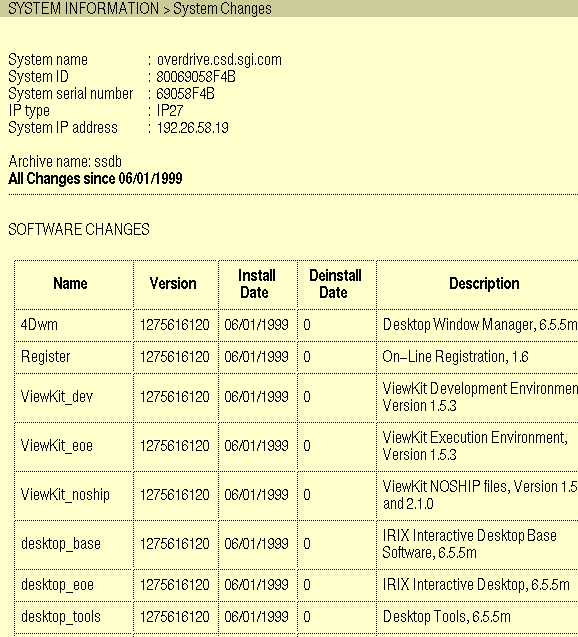 SYSTEM INFORMATION > System Changes
System name : overdrive.csd.sgi.com
System ID : 80069058F4B
System serial number : 69058F4B
IP type : IP27
System IP address : 192.26.58.19
Archive name: ssdb
All Changes since 06/01/1999
SOFTWARE CHANGES
Name Version Install Date Deinstall Date Description
4Dwm 1275616120 06/01/1999 0 Desktop Window Manager, 6.5.5m
Register 1275616120 06/01/1999 0 On-Line Registration, 1.6
ViewKit_dev 1275616120 06/01/1999 0 ViewKit Development Environmen
Version 1.5.3
ViewKit_eoe 1275616120 06/01/1999 0 ViewKit Execution Environment,
Version 1.5.3
ViewKit_noship 1275616120 06/01/1999 0 ViewKit NOSHIP files, Version 1.5
and 2.1.0
desktop_base 1275616120 06/01/1999 0 IRIX Interactive Desktop Base
Software, 6.5.5m
desktop_eoe 1275616120 06/01/1999 0 IRIX Interactive Desktop, 6.5.5m
desktop_tools 1275616120 06/01/1999 0 Desktop Tools, 6.5.5m